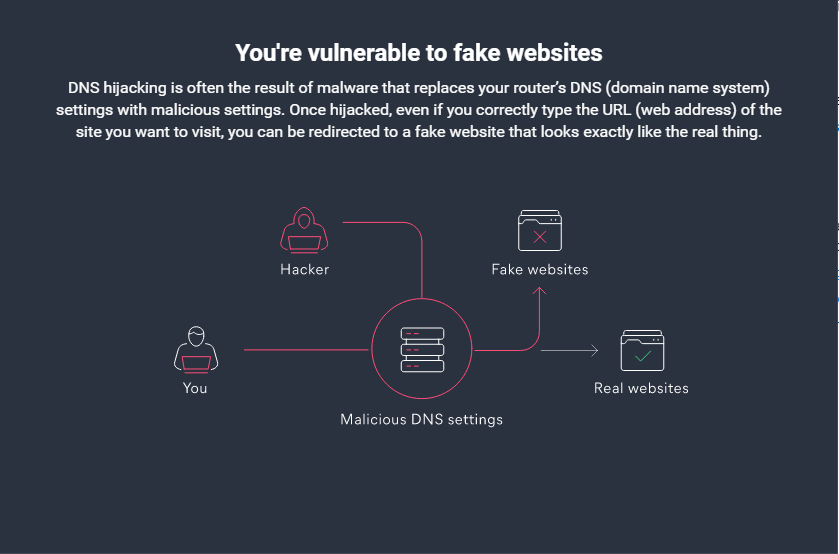 You're vulnerable to fake websites
DNS hijacking is often the result of malware that replaces your router’s DNS (domain name system)
settings with malicious settings. Once hijacked, even if you correctly type the URL (web address) of the
site you want to visit, you can be redirected to a fake website that looks exactly like the real thing.
Hacker
Fake websites
You
Real websites
Malicious DNS settings